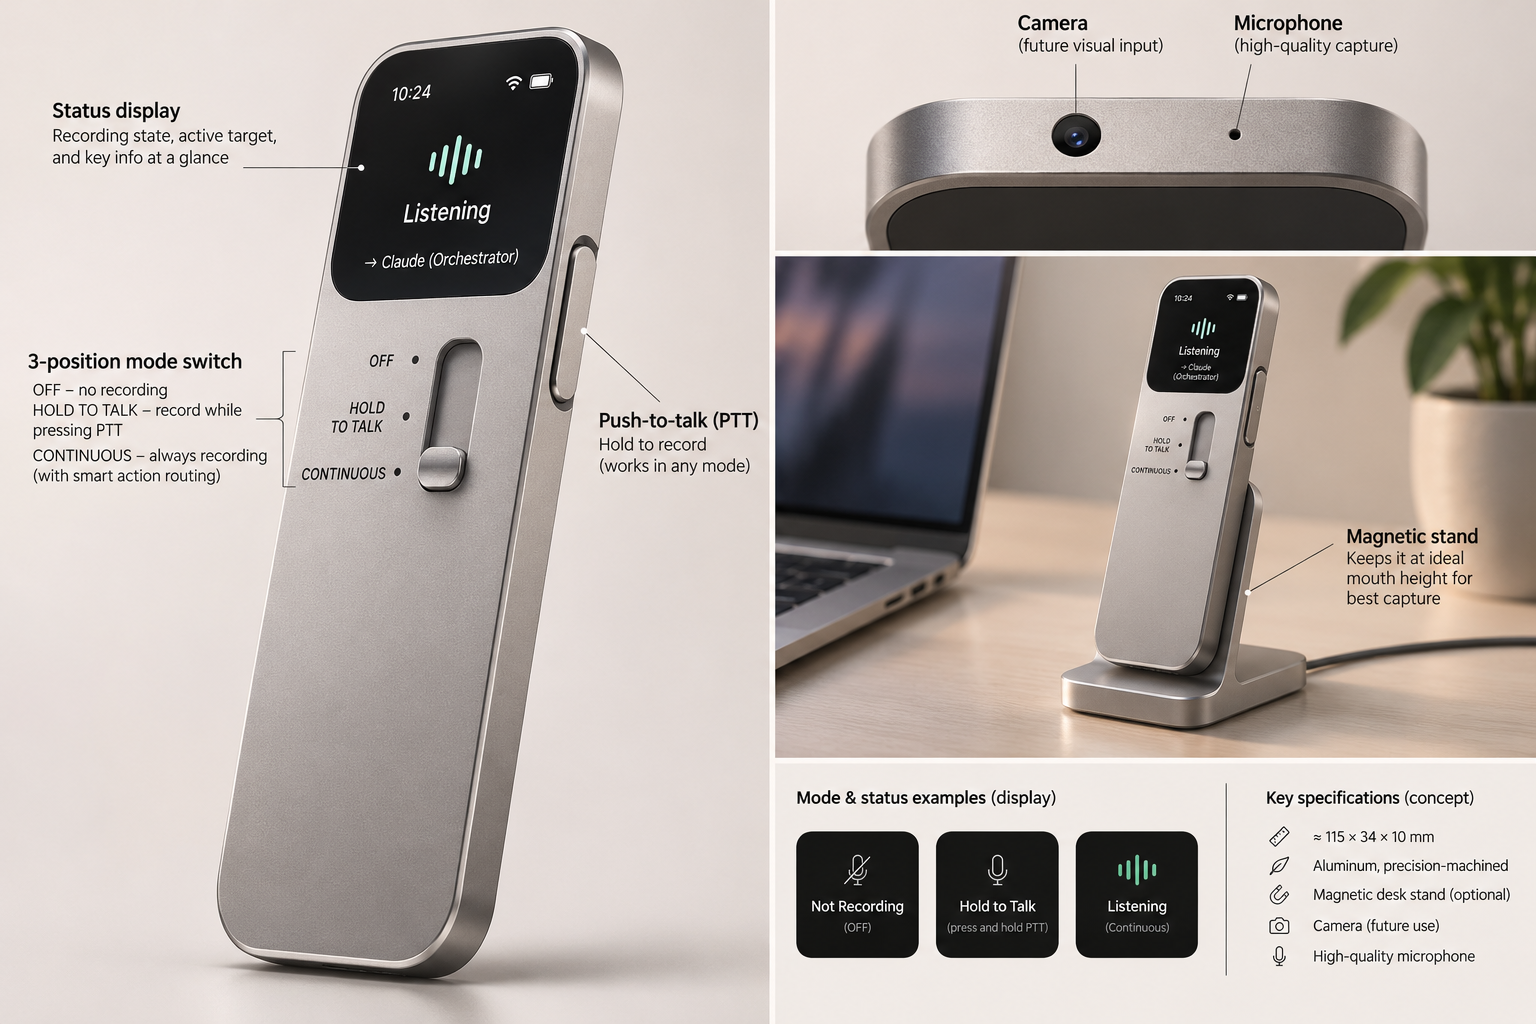 Status display
Recording state, active target,
and key info at a glance
10:24
Listening
→ Claude (Orchestrator)
3-position mode switch
OFF – no recording
HOLD TO TALK – record while
pressing PTT
CONTINUOUS – always recording
(with smart action routing)
OFF
HOLD
TO TALK
CONTINUOUS
Push-to-talk (PTT)
Hold to record
(works in any mode)
Camera
(future visual input)
Microphone
(high-quality capture)
10:24
Listening
→ Claude
(Orchestrator)
OFF
HOLD
TO TALK
CONTINUOUS
Magnetic stand
Keeps it at ideal
mouth height for
best capture
Mode & status examples (display)
Not Recording
(OFF)
Hold to Talk
(press and hold PTT)
Listening
(Continuous)
Key specifications (concept)
≈ 115 × 34 × 10 mm
Aluminum, precision-machined
Magnetic desk stand (optional)
Camera (future use)
High-quality microphone